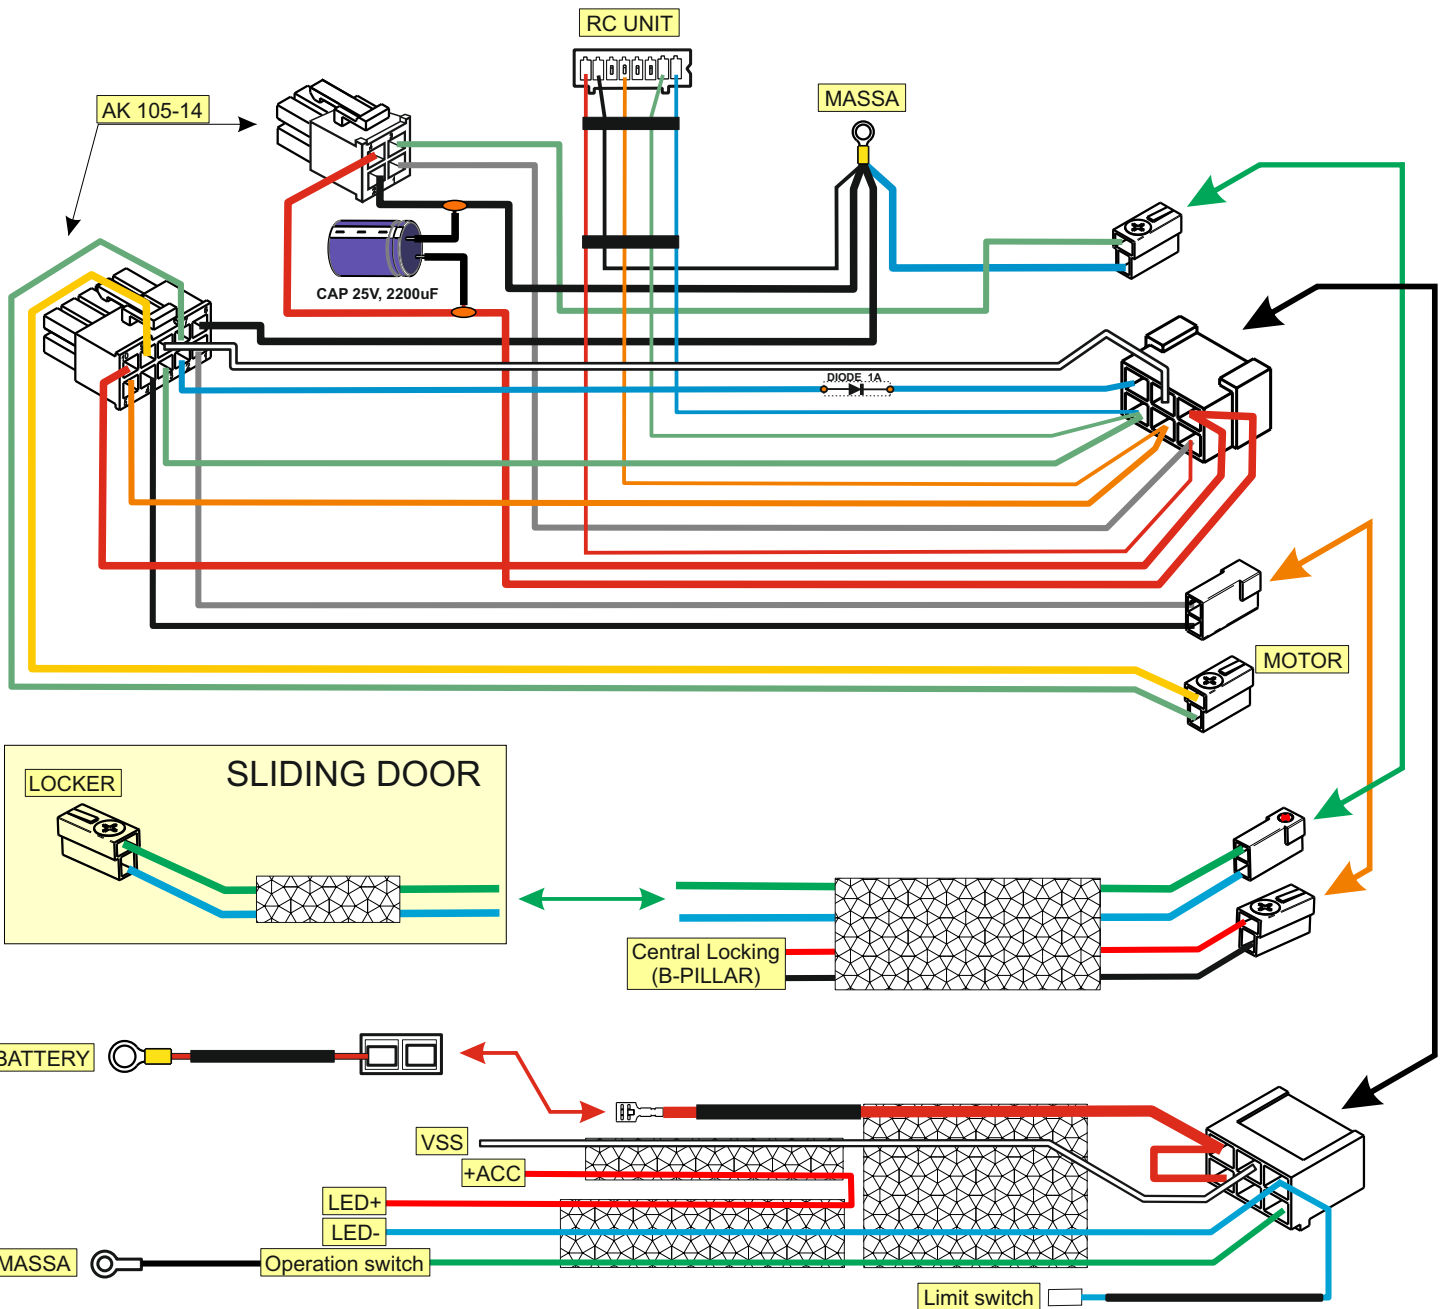 RC UNIT
AK 105-14
MASSA
CAP 25V, 2200uF
DIODE 1A
MOTOR
SLIDING DOOR
LOCKER
Central Locking
(B-PILLAR)
BATTERY
VSS
+ACC
LED+
LED-
MASSA
Operation switch
Limit switch